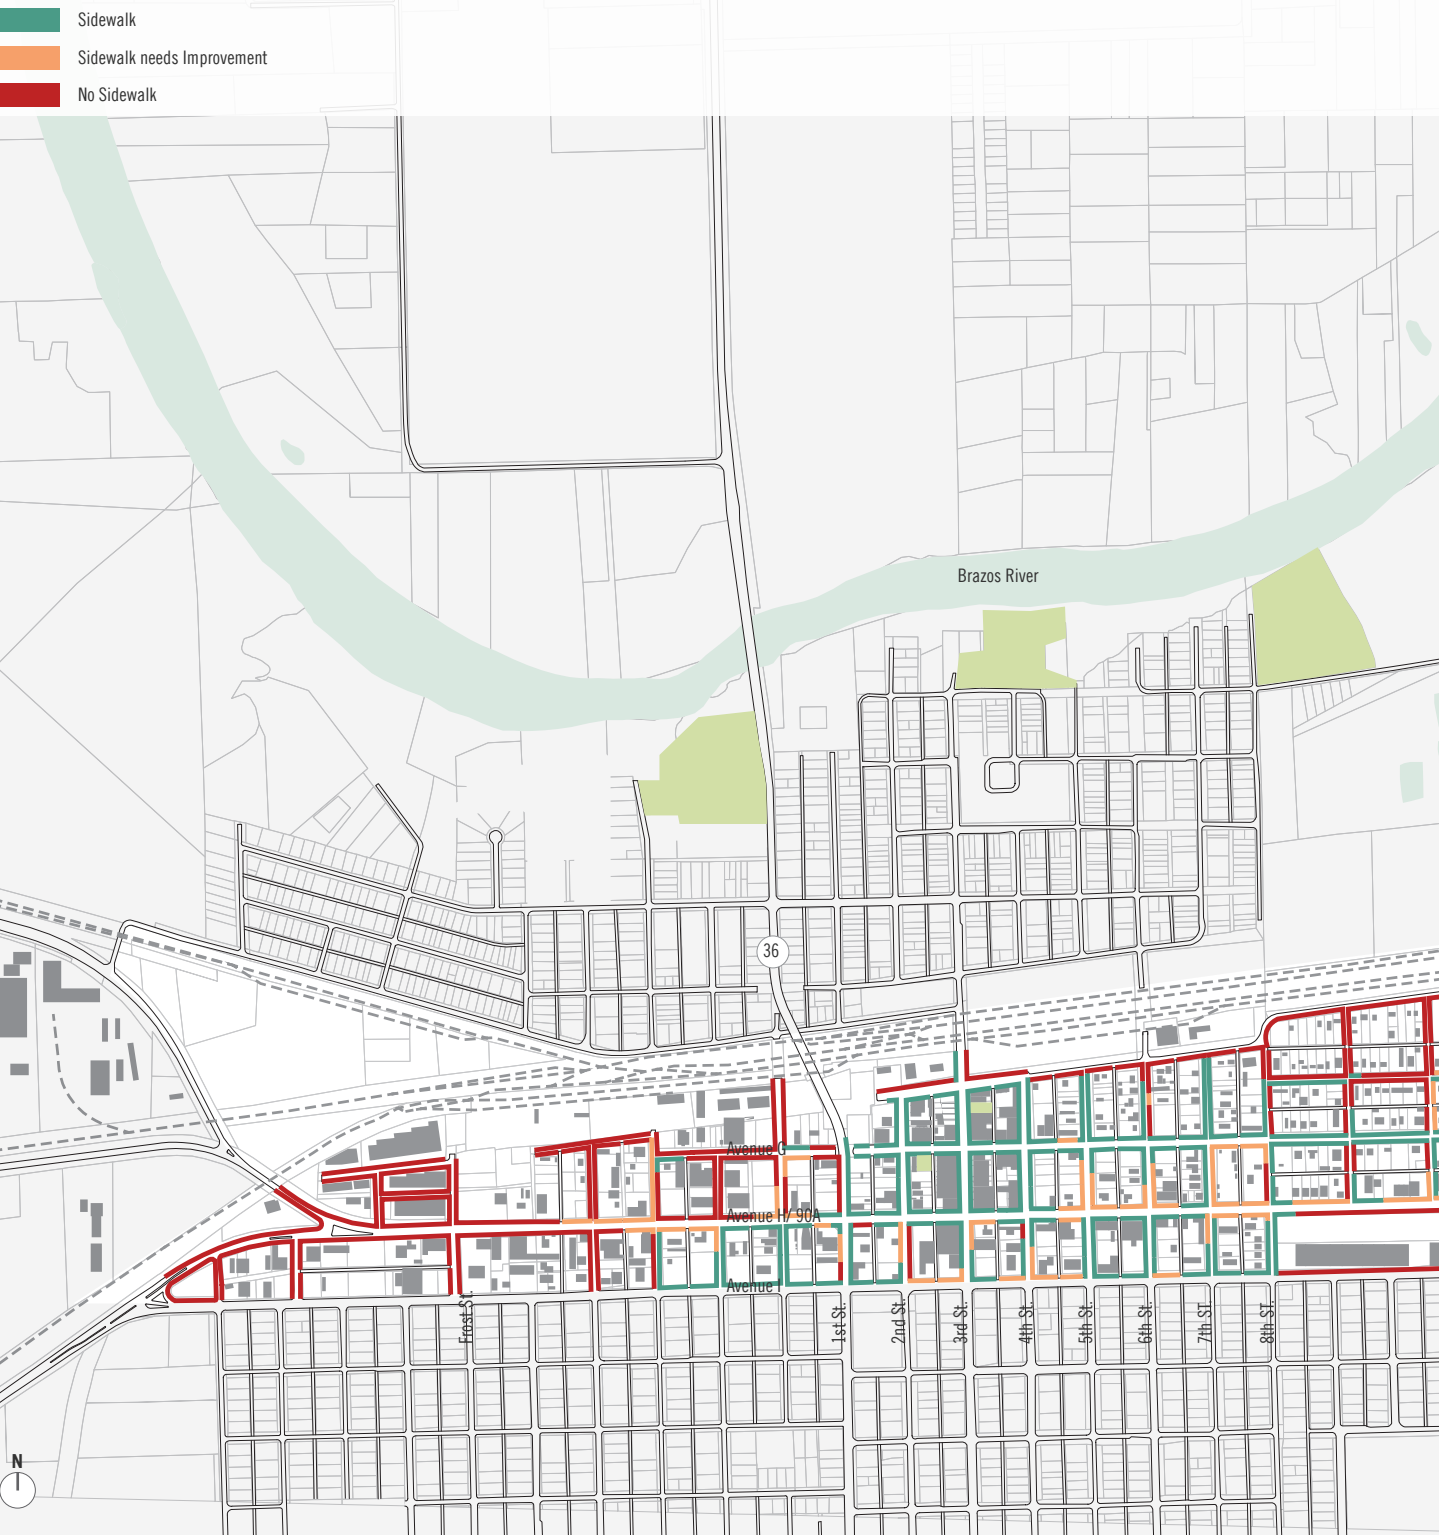 Sidewalk
Sidewalk needs Improvement
No Sidewalk
Brazos River
36
Avenue G
Avenue H/ 90A
Avenue I
Frost St.
1st St.
2nd St.
3rd St.
4th St.
5th St.
6th St.
7th ST.
8th ST.
N